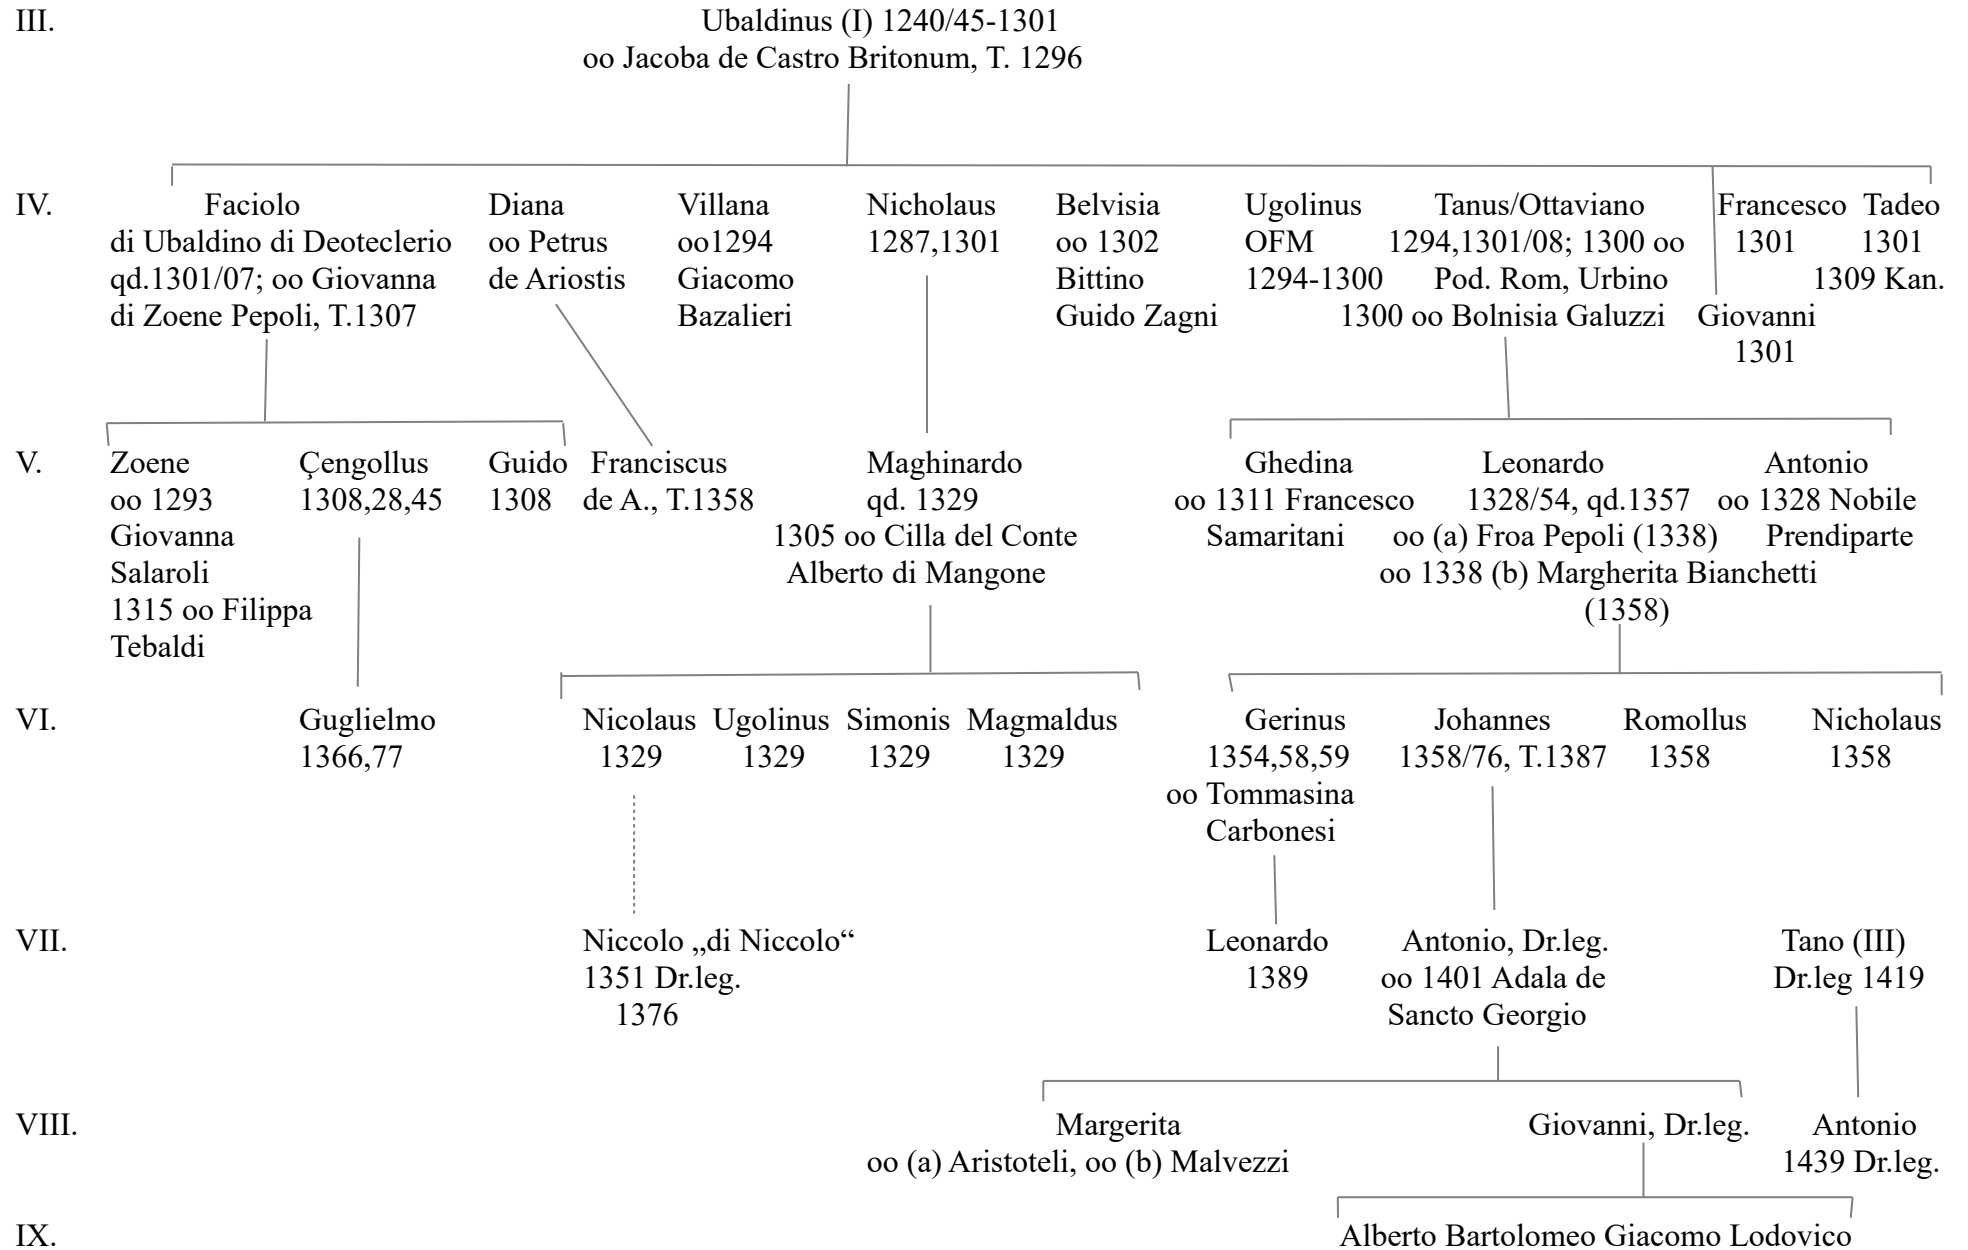 III. Ubaldinus (I) 1240/45-1301
oo Jacoba de Castro Britonum, T. 1296
IV. Faciolo Diana Villana Nicholaus Belvisia Ugolinus Tanus/Ottaviano Francesco Tadeo
di Ubaldino di Deoteclerio oo Petrus oo1294 1287,1301 oo 1302 OFM 1294,1301/08; 1300 oo 1301 1301
qd.1301/07; oo Giovanna de Ariostis Giacomo Bittino 1294-1300 Pod. Rom, Urbino 1309 Kan.
di Zoene Pepoli, T.1307 Bazalieri Guido Zagni 1300 oo Bolnisia Galuzzi Giovanni
1301
V. Zoene Çengollus Guido Franciscus Maghinardo Ghedina Leonardo Antonio
oo 1293 1308,28,45 1308 de A., T.1358 qd. 1329 oo 1311 Francesco 1328/54, qd.1357 oo 1328 Nobile
Giovanna 1305 oo Cilla del Conte Samaritani oo (a) Froa Pepoli (1338) Prendiparte
Salaroli Alberto di Mangone oo 1338 (b) Margherita Bianchetti
1315 oo Filippa (1358)
Tebaldi
VI. Guglielmo Nicolaus Ugolinus Simonis Magmaldus Gerinus Johannes Romollus Nicholaus
1366,77 1329 1329 1329 1329 1354,58,59 1358/76, T.1387 1358 1358
oo Tommasina
Carbonesi
VII. Niccolo „di Niccolo“ Leonardo Antonio, Dr.leg. Tano (III)
1351 Dr.leg. 1389 oo 1401 Adala de Dr.leg 1419
1376 Sancto Georgio
VIII. Margerita Giovanni, Dr.leg. Antonio
oo (a) Aristoteli, oo (b) Malvezzi 1439 Dr.leg.
IX. Alberto Bartolomeo Giacomo Lodovico